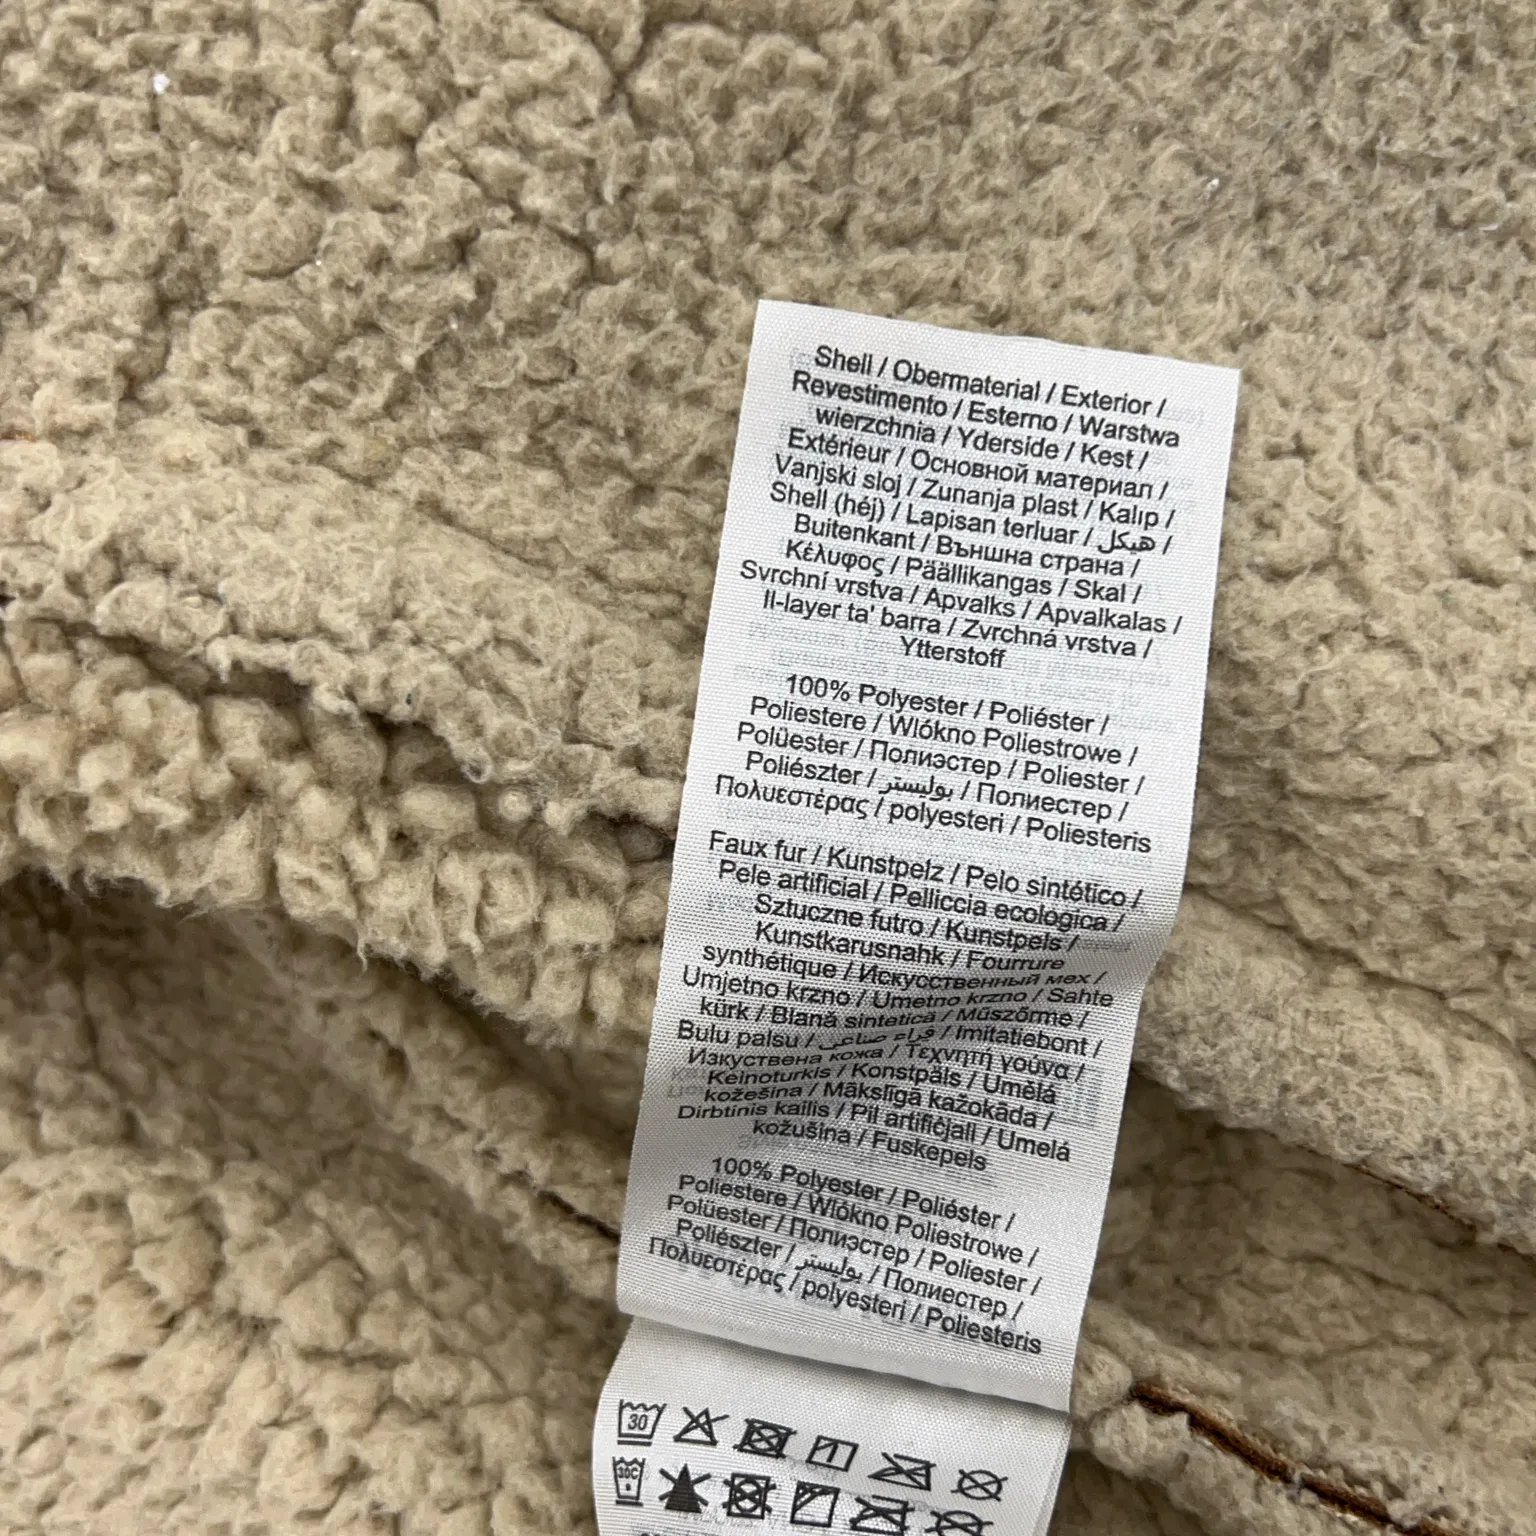 Shell / Obermaterial / Exterior /
Revestimento / Esterno / Warstwa
wierzchnia / Yderside / Kest /
Extérieur / Основной материал /
Vanjski sloj / Zunanja plast / Kalıp /
Shell (héj) / Lapisan terluar / هيكل /
Buitenkant / Външна страна /
Κέλυφος / Päällikangas / Skal /
Svrchní vrstva / Apvalks / Apvalkalas /
Il-layer ta' barra / Zvrchná vrstva /
Ytterstoff
100% Polyester / Poliéster /
Poliestere / Wlókno Poliestrowe /
Polüester / Полиэстер / Poliester /
Poliészter / بوليستر / Полиестер /
Πολυεστέρας / polyesteri / Poliesteris
Faux fur / Kunstpelz / Pelo sintético /
Pele artificial / Pelliccia ecologica /
Sztuczne futro / Kunstpels /
Kunstkarusnahk / Fourrure
synthétique / Искусственный мех /
Umjetno krzno / Umetno krzno / Sahte
kürk / Blană sintetică / Műszőrme /
Bulu palsu / فراء صناعي / Imitatiebont /
Изкуствена кожа / Τεχνητή γούνα /
Keinoturkis / Konstpäls / Umělá
kožešina / Mākslīgā kažokāda /
Dirbtinis kailis / Pil artifiċjali / Umelá
kožušina / Fuskepels
100% Polyester / Poliéster /
Poliestere / Wlókno Poliestrowe /
Polüester / Полиэстер / Poliester /
Poliészter / بوليستر / Полиестер /
Πολυεστέρας / polyesteri / Poliesteris
30
30C